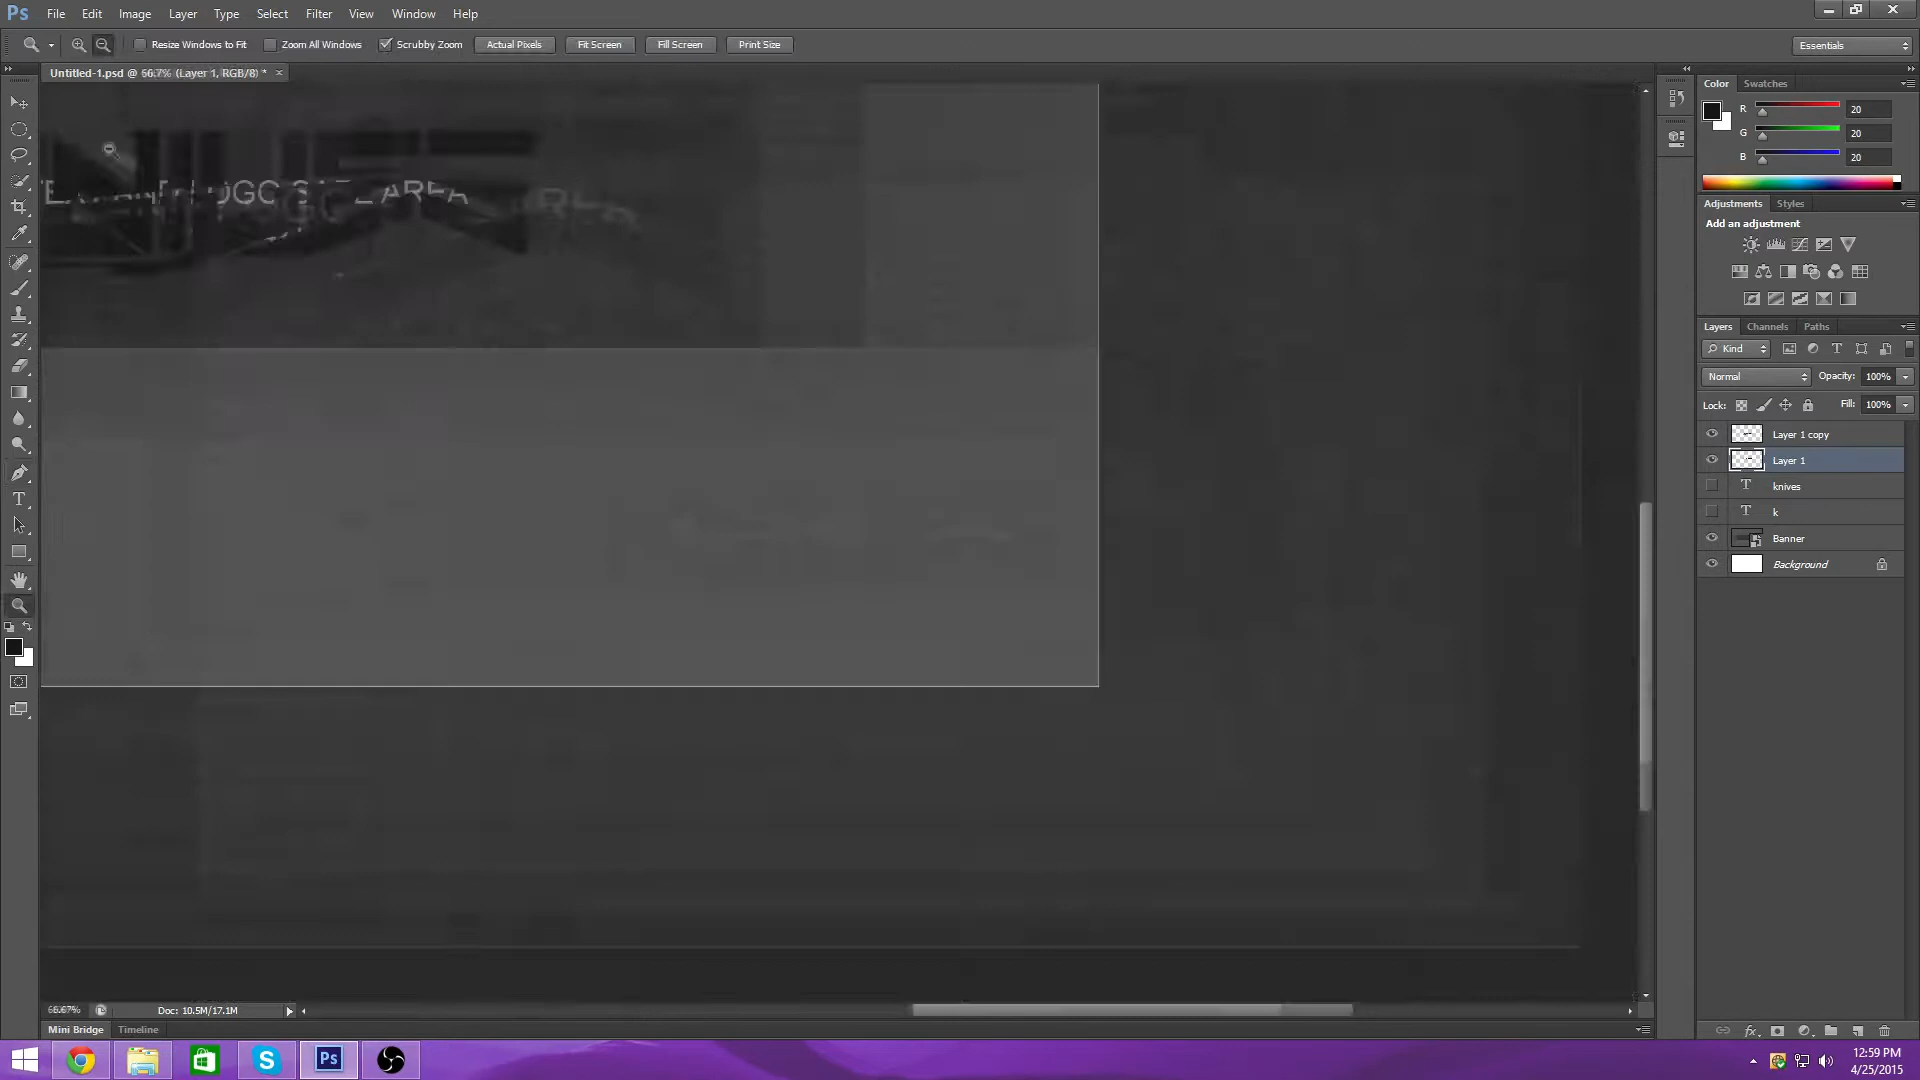 Ps File Edit Image Layer Type Select Filter View Window Help
Resize Windows to Fit Zoom All Windows Scrubby Zoom Actual Pixels Fit Screen Fill Screen Print Size Essentials
Untitled-1.psd @ 66.7% (Layer 1, RGB/8) *
Color Swatches
R 20
G 20
B 20
Adjustments Styles
Add an adjustment
AREA
Layers Channels Paths
Kind
Normal Opacity: 100%
Lock: Fill: 100%
Layer 1 copy
Layer 1
T knives
T k
Banner
Background
66.67% Doc: 10.5M/17.1M
Mini Bridge Timeline
Ps
12:59 PM
4/25/2015